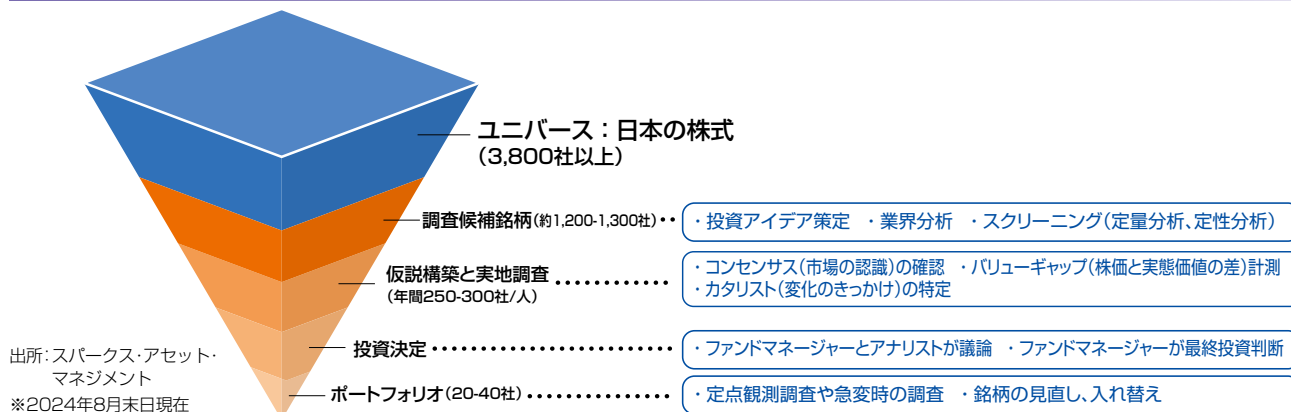 ユニバース：日本の株式
（3,800社以上）
調査候補銘柄（約1,200-1,300社）
・投資アイデア策定　・業界分析　・スクリーニング（定量分析、定性分析）
仮説構築と実地調査
（年間250-300社/人）
・コンセンサス（市場の認識）の確認　・バリューギャップ（株価と実態価値の差）計測
・カタリスト（変化のきっかけ）の特定
投資決定
・ファンドマネージャーとアナリストが議論　・ファンドマネージャーが最終投資判断
ポートフォリオ（20-40社）
・定点観測調査や急変時の調査　・銘柄の見直し、入れ替え
出所：スパークス・アセット・
マネジメント
※2024年8月末日現在